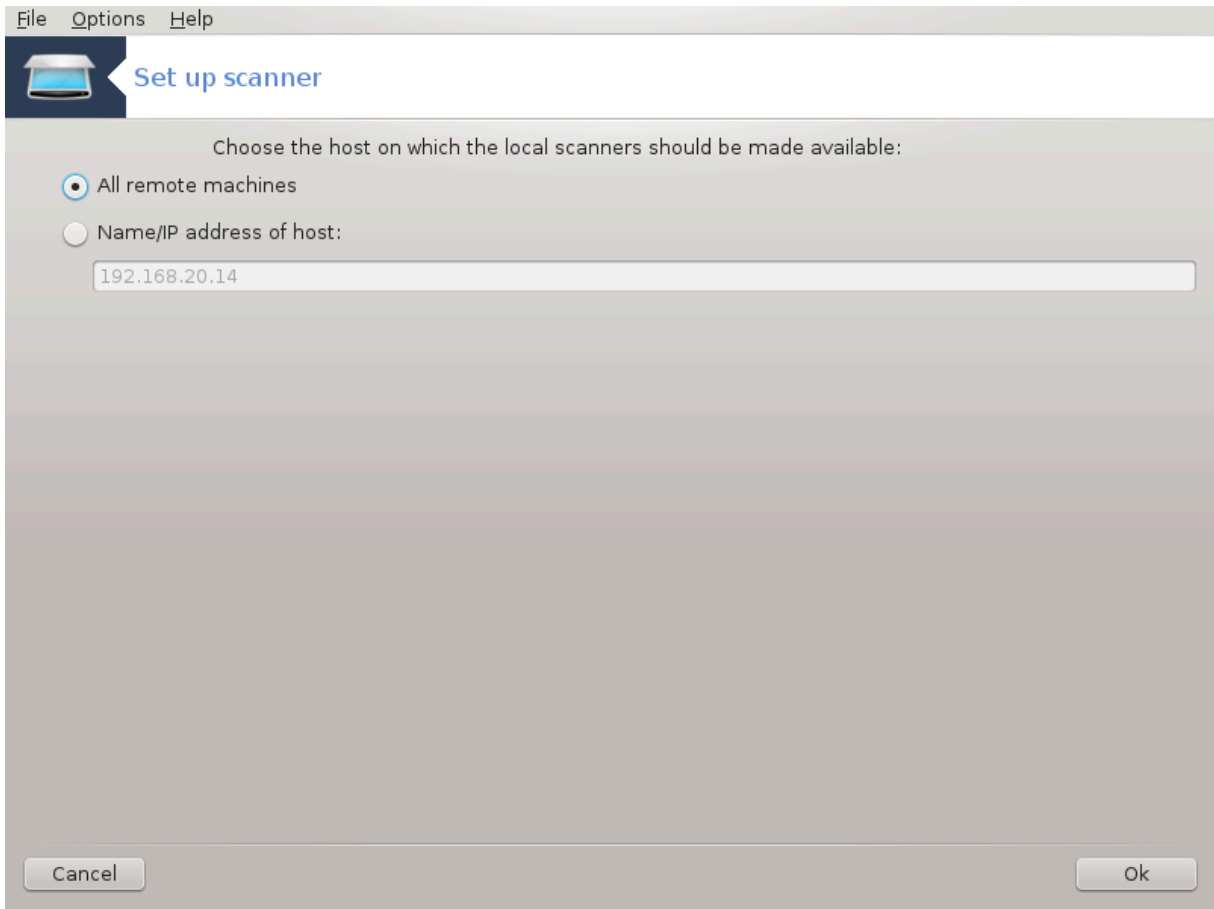 File Options Help
Set up scanner
Choose the host on which the local scanners should be made available:
All remote machines
Name/IP address of host:
192.168.20.14
Cancel Ok